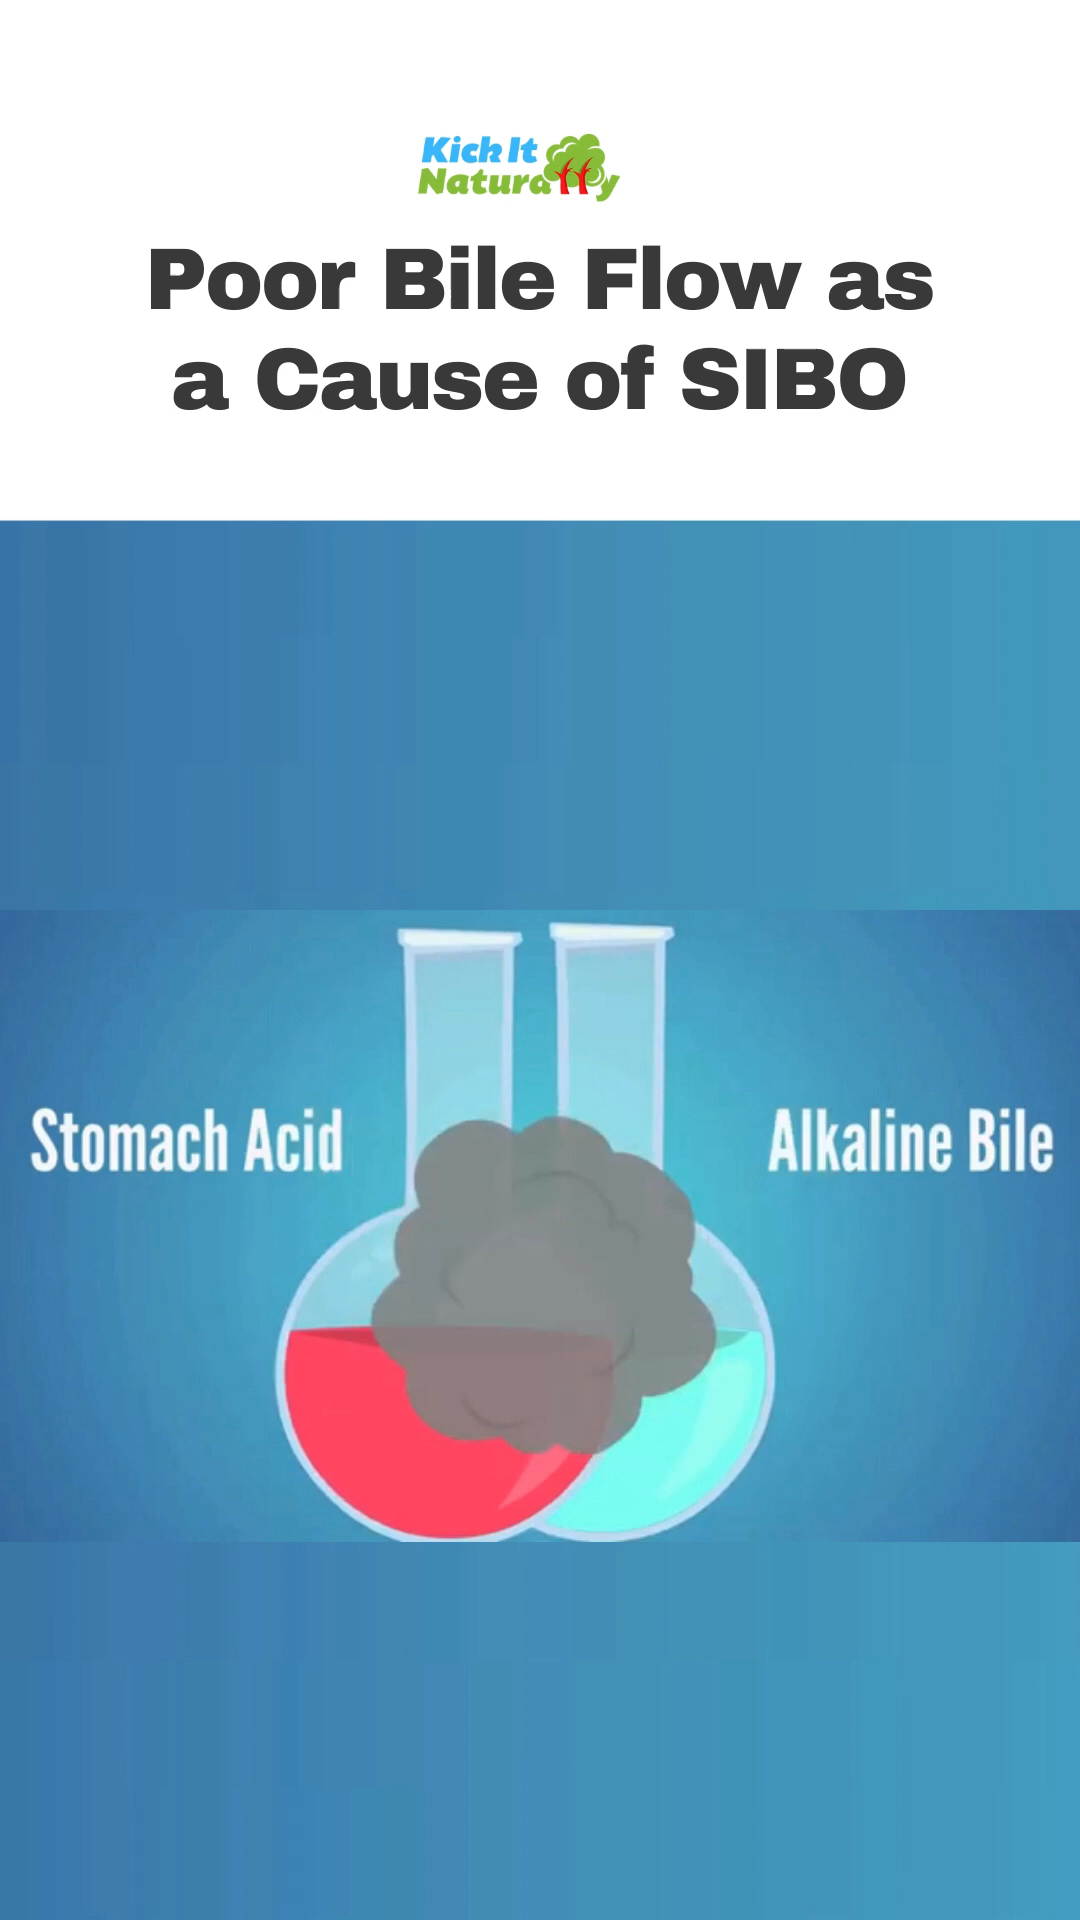 Kick It
Naturally
Poor Bile Flow as
a Cause of SIBO
Stomach Acid
Alkaline Bile